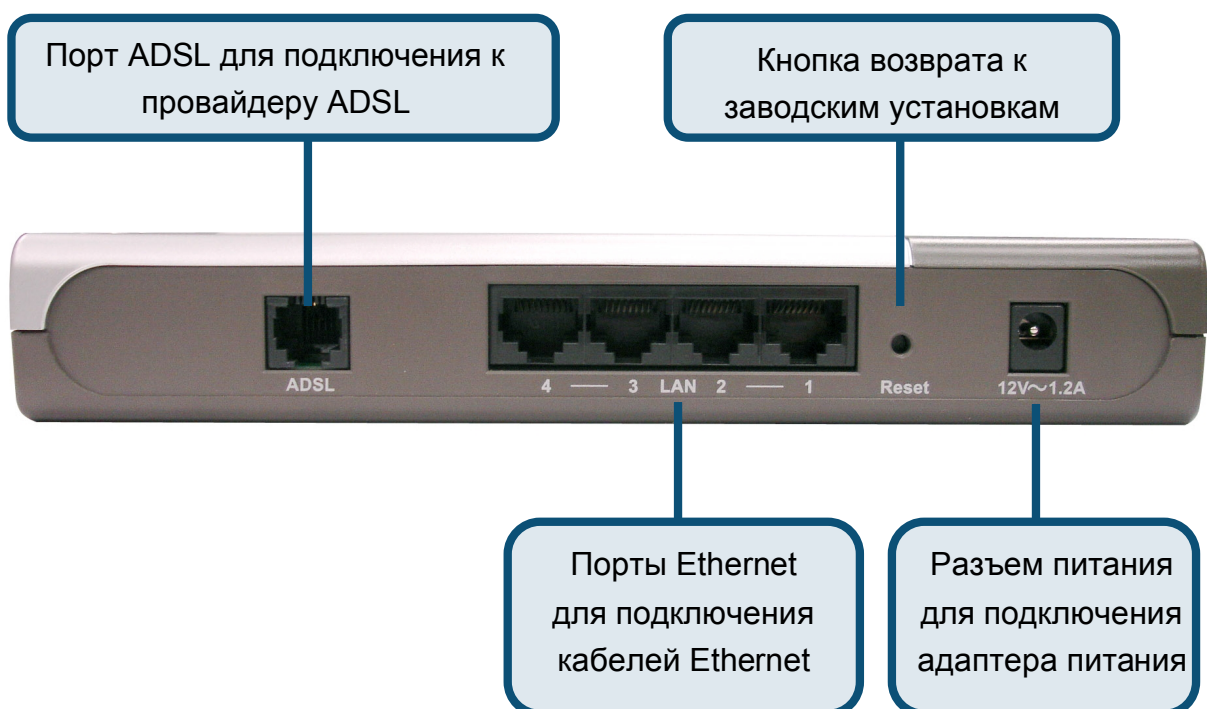 Порт ADSL для подключения к
провайдеру ADSL
Кнопка возврата к
заводским установкам
ADSL
4 — 3 LAN 2 — 1
Reset
12V～1.2A
Порты Ethernet
для подключения
кабелей Ethernet
Разъем питания
для подключения
адаптера питания